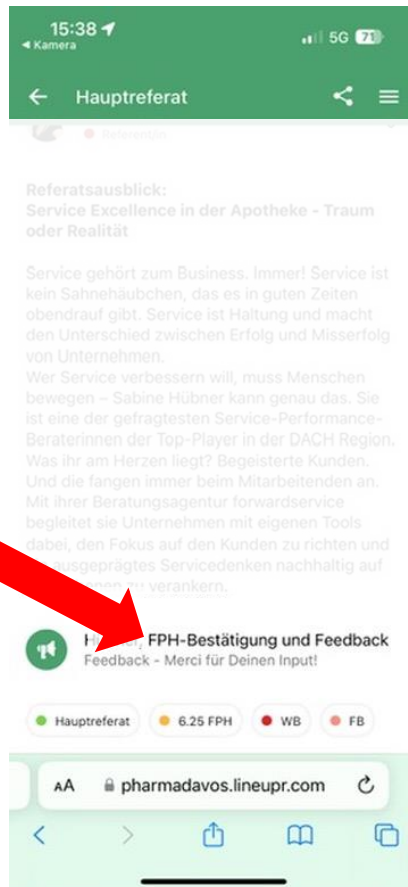 15:38
5G 71
◀ Kamera
Hauptreferat
Referentin
Referatsausblick:
Service Excellence in der Apotheke - Traum
oder Realität
Service gehört zum Business. Immer! Service ist
kein Sahnehäubchen, das es in guten Zeiten
obendrauf gibt. Service ist Haltung und macht
den Unterschied zwischen Erfolg und Misserfolg
von Unternehmen.
Wer Service verbessern will, muss Menschen
bewegen – Sabine Hübner kann genau das. Sie
ist eine der gefragtesten Service-Performance-
Beraterinnen der Top-Player in der DACH Region.
Was ihr am Herzen liegt? Begeisterte Kunden.
Und die fangen immer beim Mitarbeitenden an.
Mit ihrer Beratungsagentur forwardservice
begleitet sie Unternehmen mit eigenen Tools
dabei, den Fokus auf den Kunden zu richten und
ausgeprägtes Servicedenken nachhaltig auf
zu verankern.
FPH-Bestätigung und Feedback
Feedback - Merci für Deinen Input!
Hauptreferat
6.25 FPH
WB
FB
AA pharmadavos.lineupr.com